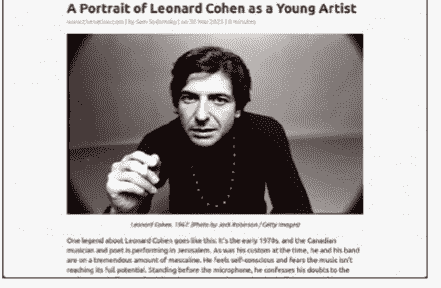 A Portrait of Leonard Cohen as a Young Artist
by Sam Sodomsky | on 30 Mar 2023 | 8 minutes
Leonard Cohen, 1967. (Photo by Jack Robinson / Getty Images)
One legend about Leonard Cohen goes like this: It's the early 1970s, and the Canadian
musician and poet is performing in Jerusalem. As was his custom at the time, he and his band
are on a tremendous amount of mescaline. He feels self-conscious and fears the music isn't
reaching its full potential. Standing before the microphone, he confesses his doubts to the